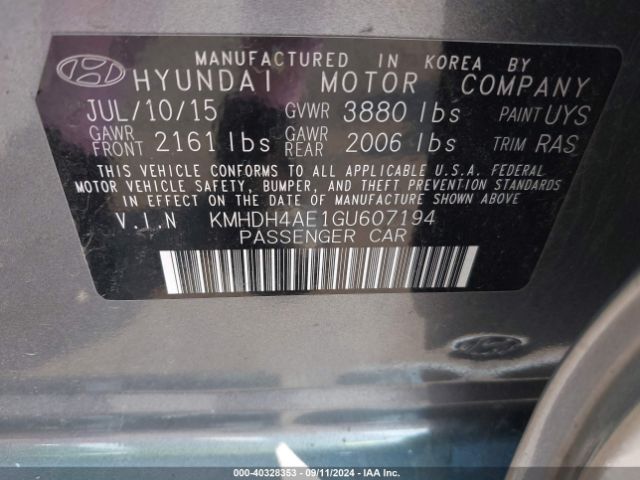 MANUFACTURED IN KOREA BY
HYUNDAI MOTOR COMPANY
JUL/10/15 GVWR 3880 lbs PAINT UYS
GAWR FRONT 2161 lbs GAWR REAR 2006 lbs TRIM RAS
THIS VEHICLE CONFORMS TO ALL APPLICABLE U.S.A. FEDERAL
MOTOR VEHICLE SAFETY, BUMPER, AND THEFT PREVENTION STANDARDS
IN EFFECT ON THE DATE OF MANUFACTURE SHOWN ABOVE.
V.I.N KMHDH4AE1GU607194
PASSENGER CAR
000-40328353 - 09/11/2024 - IAA Inc.